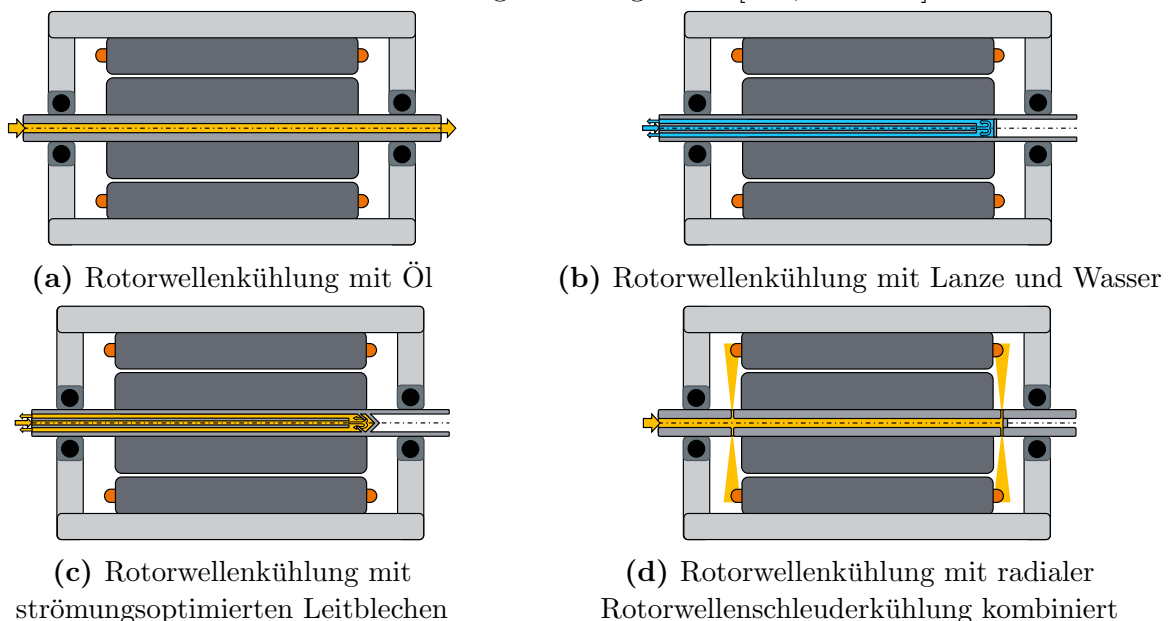 (a) Rotorwellenkühlung mit Öl
(b) Rotorwellenkühlung mit Lanze und Wasser
(c) Rotorwellenkühlung mit
strömungsoptimierten Leitblechen
(d) Rotorwellenkühlung mit radialer
Rotorwellenschleuderkühlung kombiniert